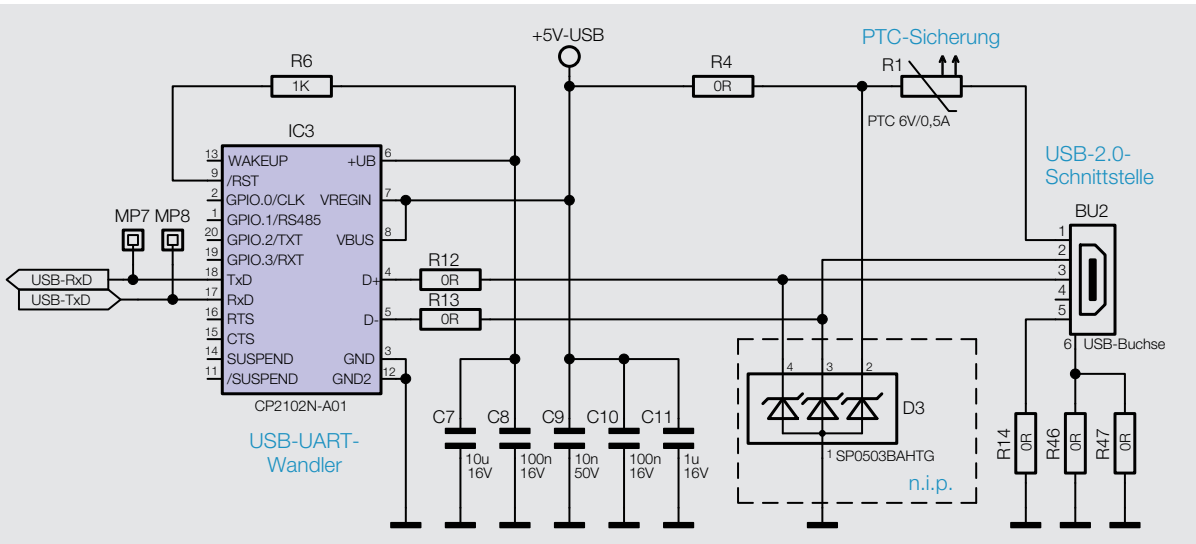 +5V-USB
PTC-Sicherung
R6
1K
R4
0R
R1
PTC 6V/0,5A
IC3
13 WAKEUP +UB 6
9 /RST
2 GPIO.0/CLK VREGIN 7
1 GPIO.1/RS485
20 GPIO.2/TXT VBUS 8
19 GPIO.3/RXT
18 TxD D+ 4
17 RxD
16 RTS D- 5
15 CTS
14 SUSPEND GND 3
11 /SUSPEND GND2 12
CP2102N-A01
USB-UART-
Wandler
MP7 MP8
USB-RxD
USB-TxD
R12
0R
R13
0R
USB-2.0-
Schnittstelle
BU2
1
2
3
4
5
6 USB-Buchse
C7
10u
16V
C8
100n
16V
C9
10n
50V
C10
100n
16V
C11
1u
16V
4 3 2
D3
1 SP0503BAHTG
n.i.p.
R14
0R
R46
0R
R47
0R